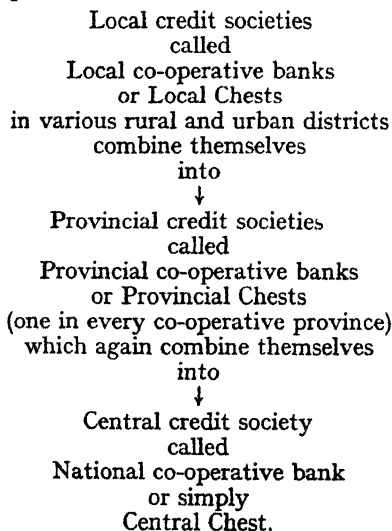 Local credit societies
called
Local co-operative banks
or Local Chests
in various rural and urban districts
combine themselves
into
↓
Provincial credit societies
called
Provincial co-operative banks
or Provincial Chests
(one in every co-operative province)
which again combine themselves
into
↓
Central credit society
called
National co-operative bank
or simply
Central Chest.